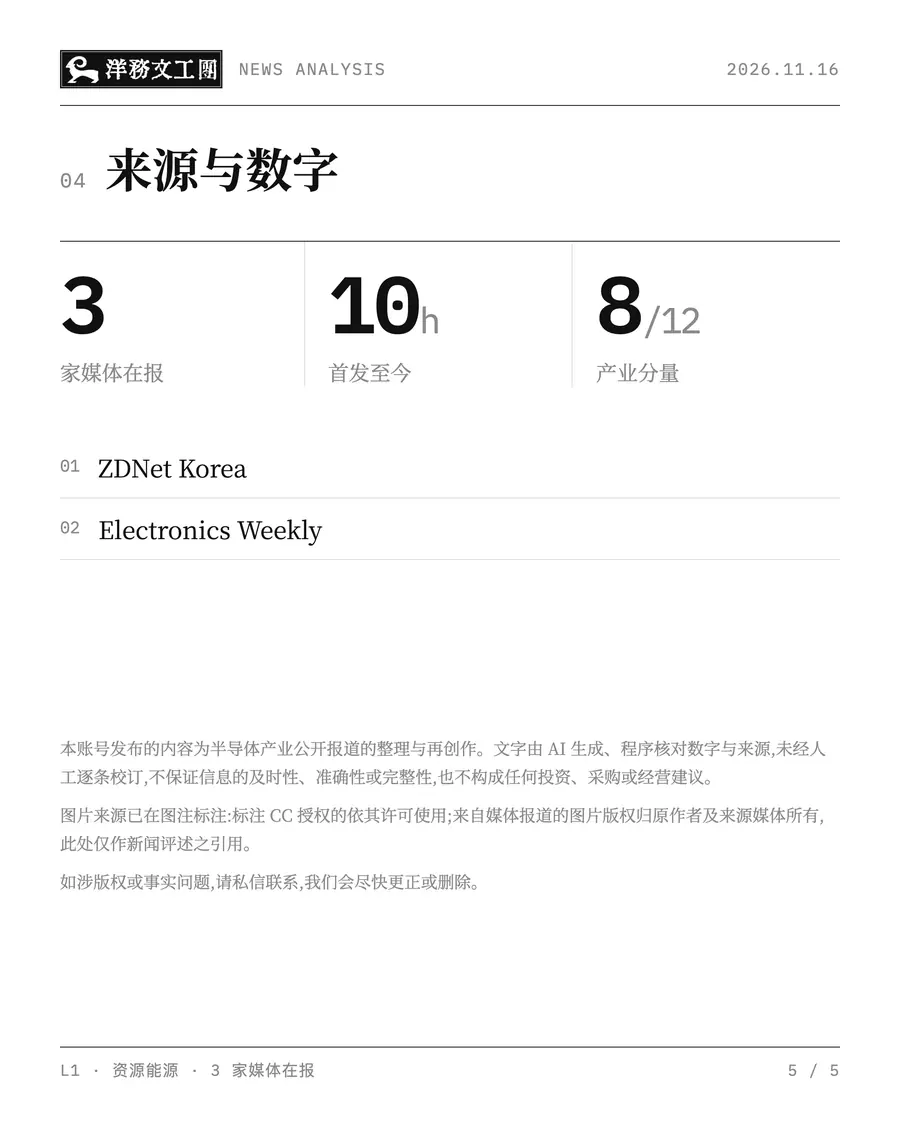 洋務文工團 NEWS ANALYSIS 2026.11.16
04 来源与数字
3 10h 8/12
家媒体在报 首发至今 产业分量
01 ZDNet Korea
02 Electronics Weekly
本账号发布的内容为半导体产业公开报道的整理与再创作。文字由 AI 生成、程序核对数字与来源,未经人
工逐条校订,不保证信息的及时性、准确性或完整性,也不构成任何投资、采购或经营建议。
图片来源已在图注标注:标注 CC 授权的依其许可使用;来自媒体报道的图片版权归原作者及来源媒体所有,
此处仅作新闻评述之引用。
如涉版权或事实问题,请私信联系,我们会尽快更正或删除。
L1 · 资源能源 · 3 家媒体在报 5 / 5